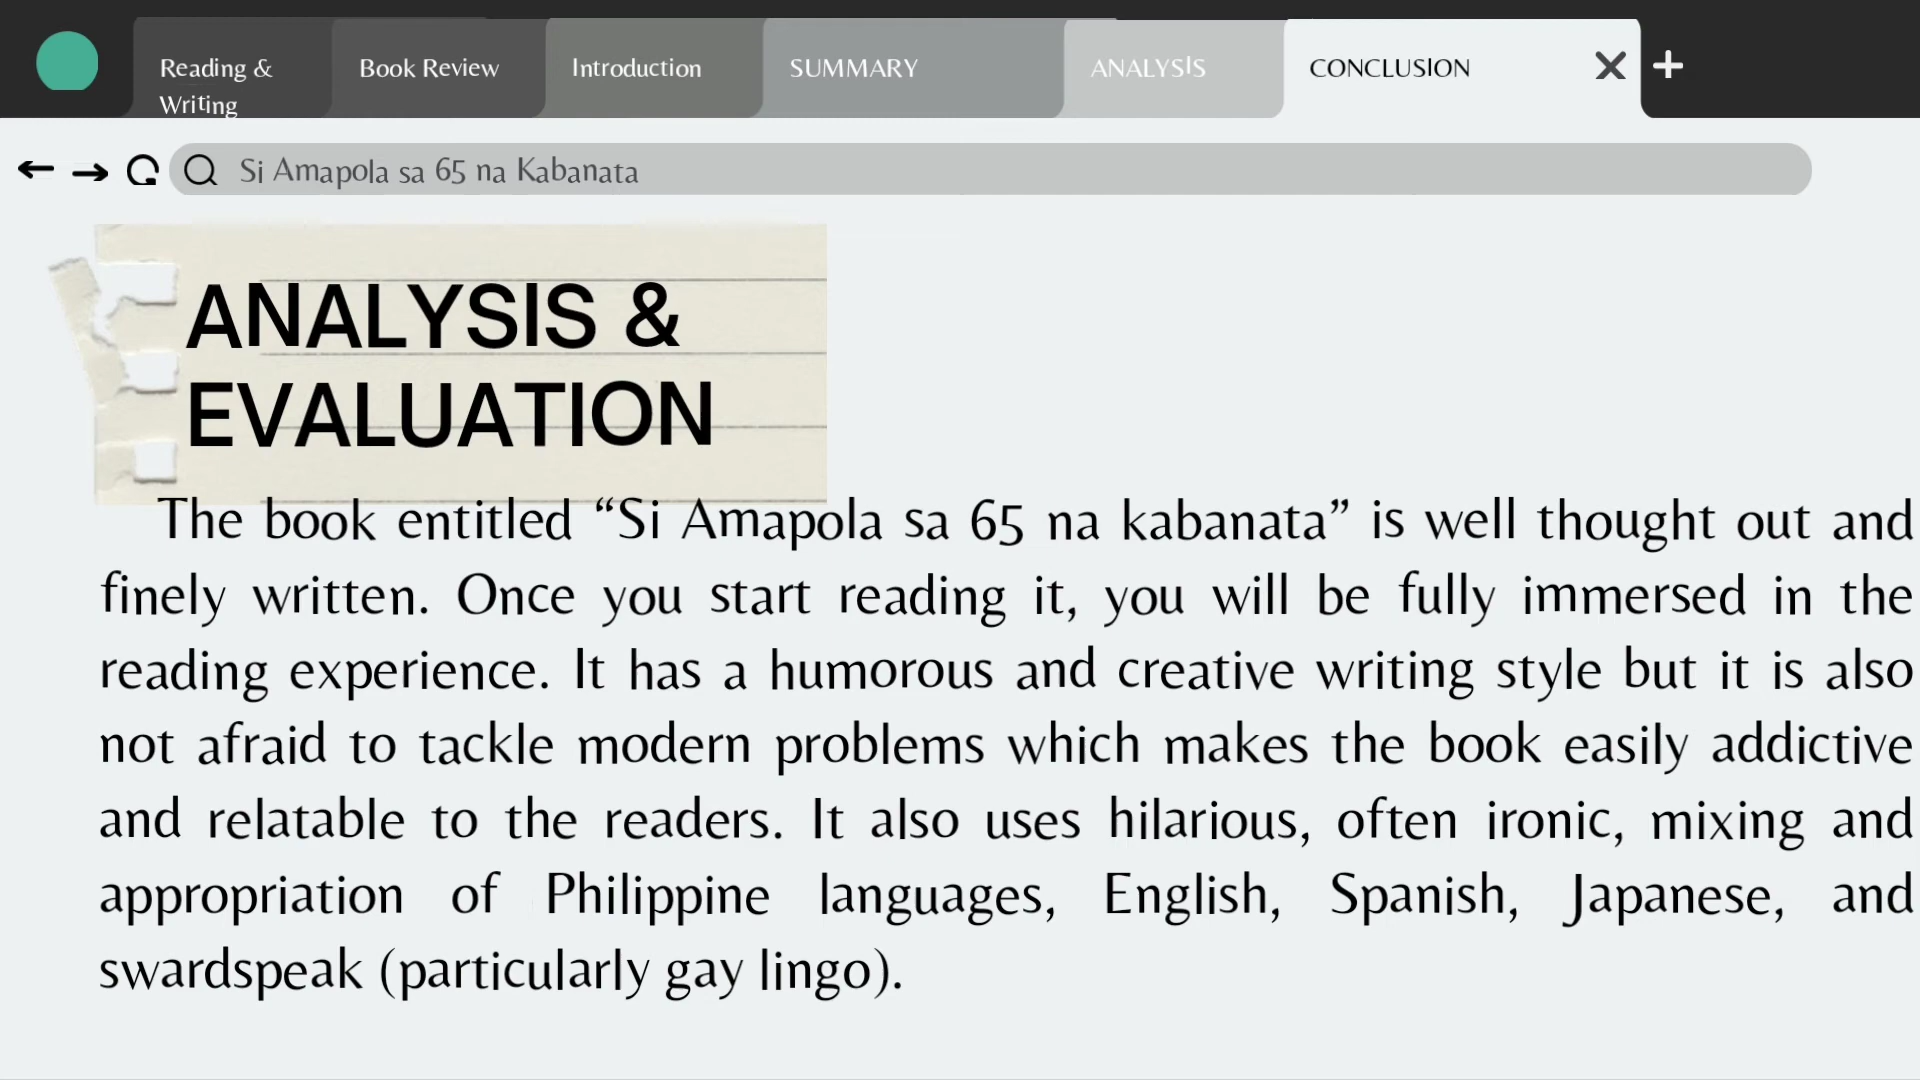 Reading &
Writing
Book Review
Introduction
SUMMARY
ANALYSIS
CONCLUSION
Si Amapola sa 65 na Kabanata
ANALYSIS &
EVALUATION
The book entitled “Si Amapola sa 65 na kabanata” is well thought out and
finely written. Once you start reading it, you will be fully immersed in the
reading experience. It has a humorous and creative writing style but it is also
not afraid to tackle modern problems which makes the book easily addictive
and relatable to the readers. It also uses hilarious, often ironic, mixing and
appropriation of Philippine languages, English, Spanish, Japanese, and
swardspeak (particularly gay lingo).